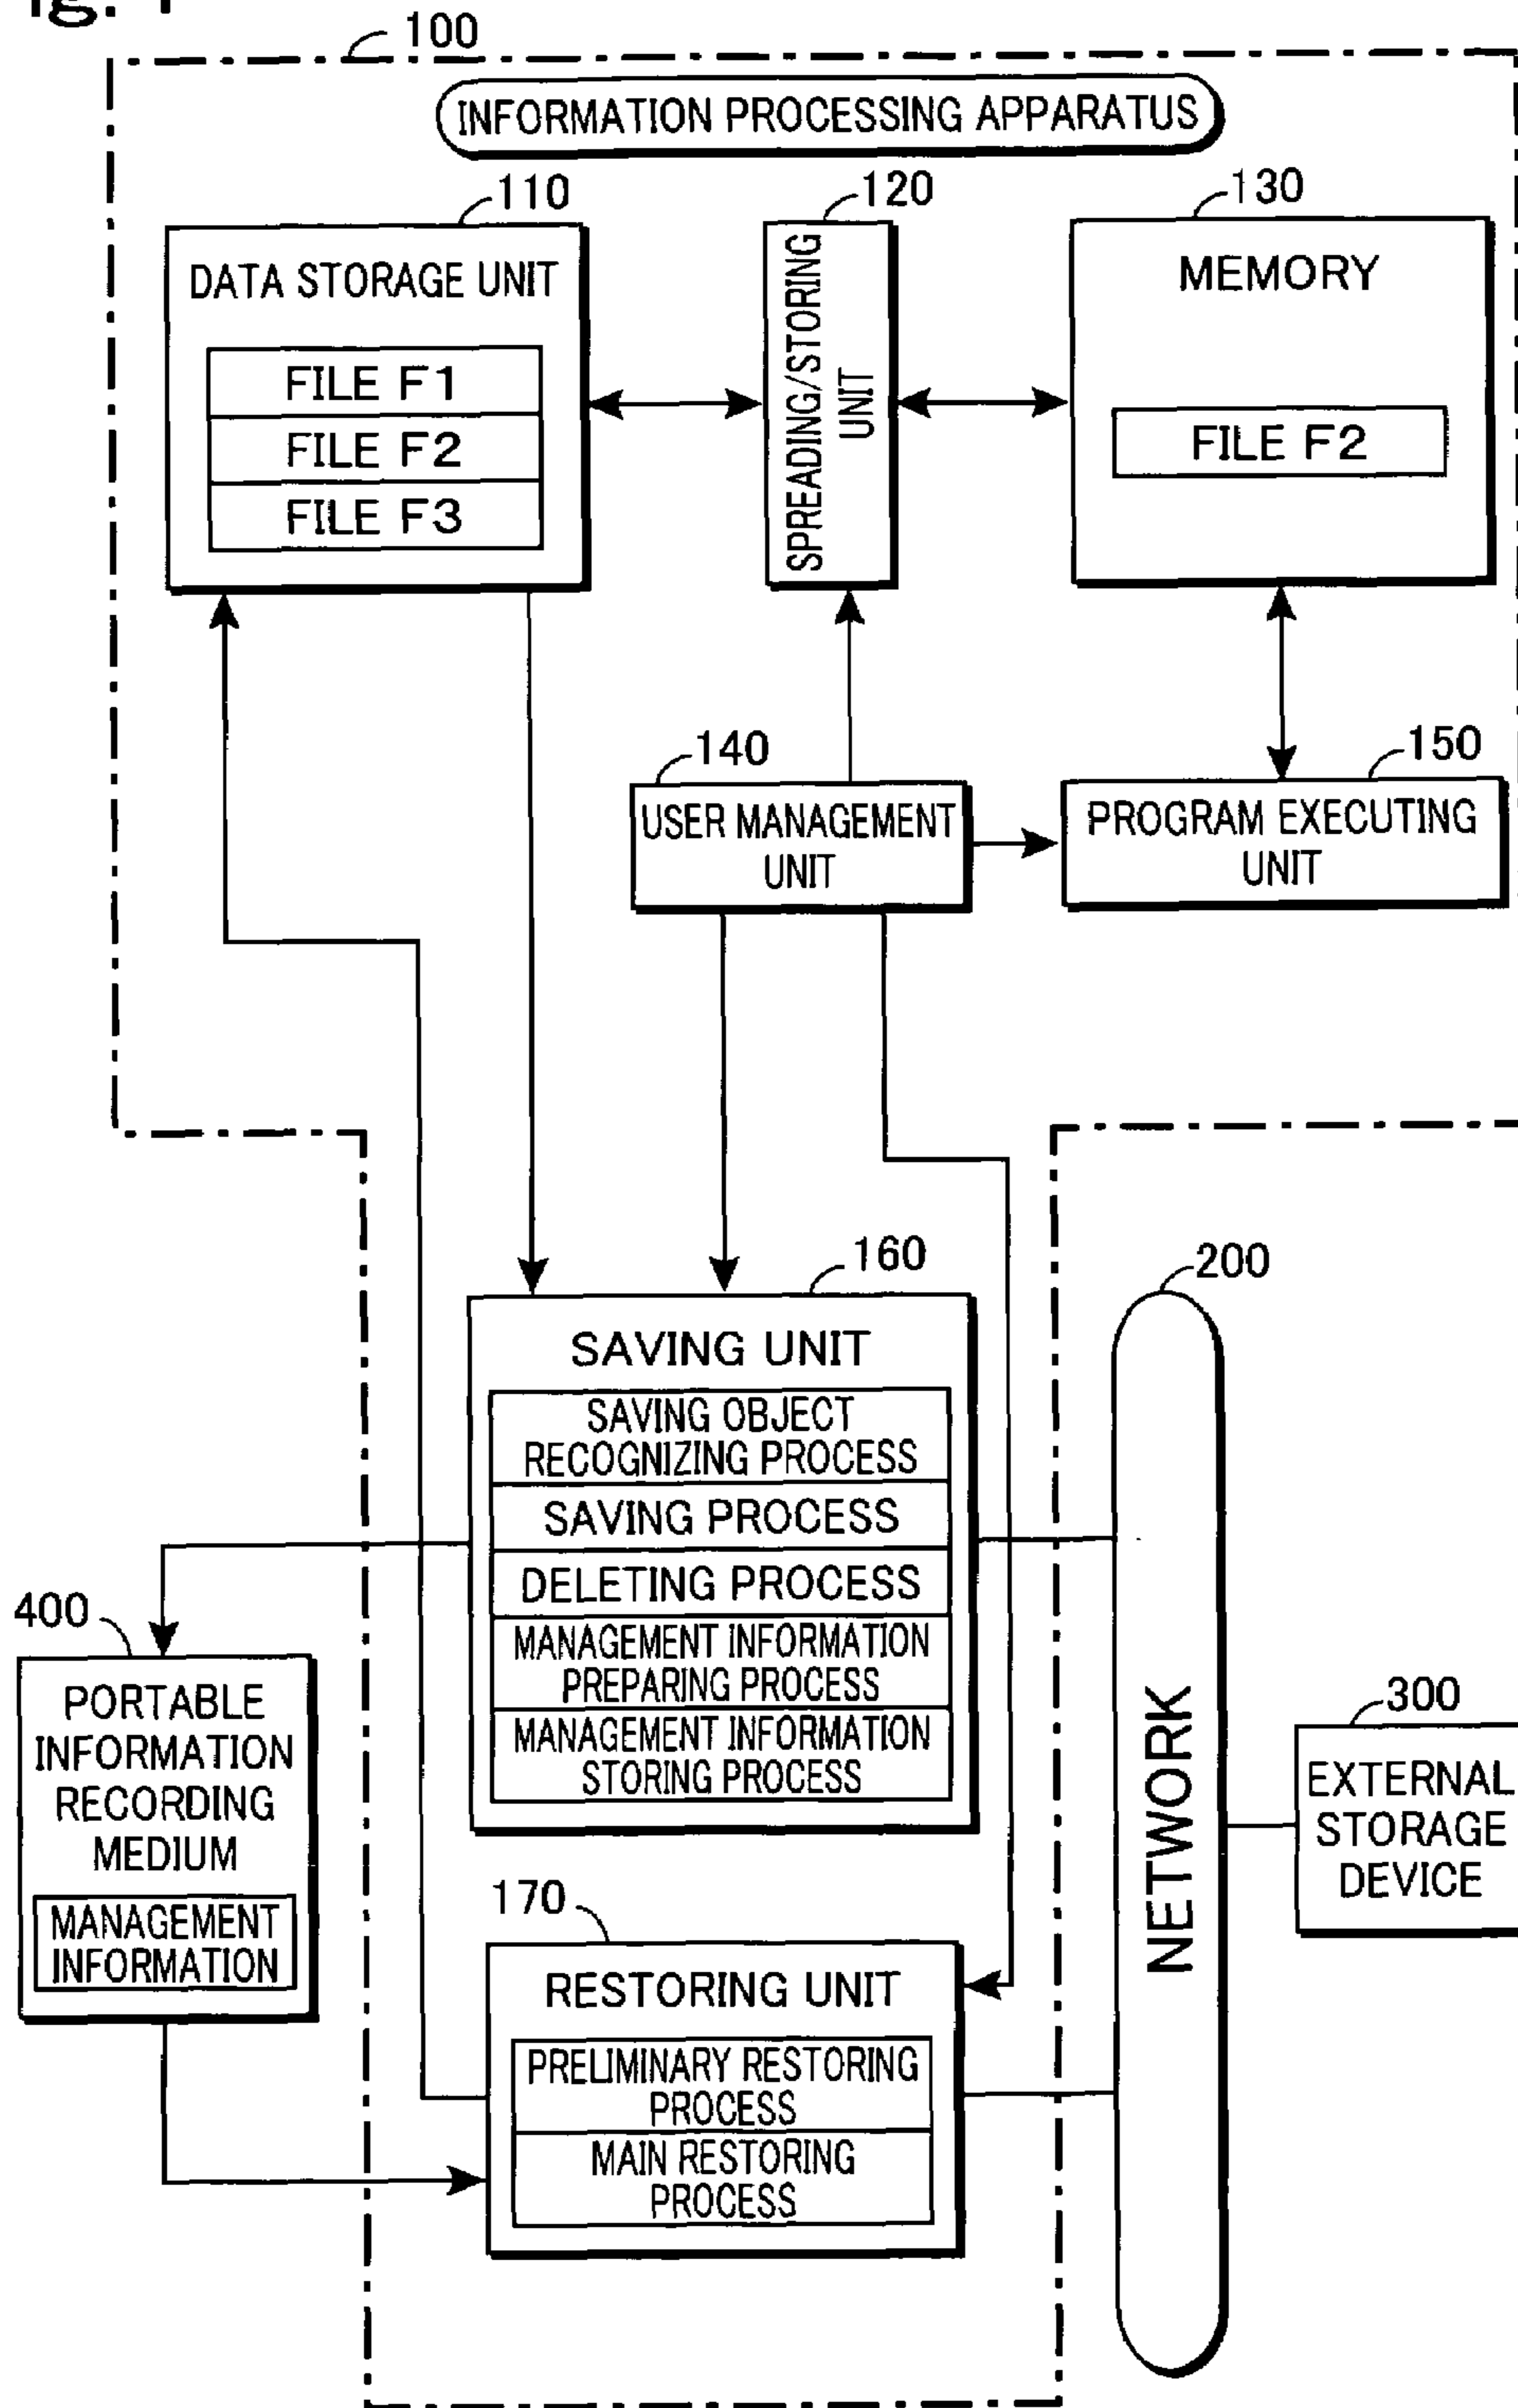 100
INFORMATION PROCESSING APPARATUS
110
120
130
DATA STORAGE UNIT
FILE F1
FILE F2
FILE F3
SPREADING/STORING
UNIT
MEMORY
FILE F2
140
150
USER MANAGEMENT
UNIT
PROGRAM EXECUTING
UNIT
160
200
SAVING UNIT
SAVING OBJECT
RECOGNIZING PROCESS
SAVING PROCESS
DELETING PROCESS
MANAGEMENT INFORMATION
PREPARING PROCESS
MANAGEMENT INFORMATION
STORING PROCESS
400
PORTABLE
INFORMATION
RECORDING
MEDIUM
MANAGEMENT
INFORMATION
NETWORK
300
EXTERNAL
STORAGE
DEVICE
170
RESTORING UNIT
PRELIMINARY RESTORING
PROCESS
MAIN RESTORING
PROCESS